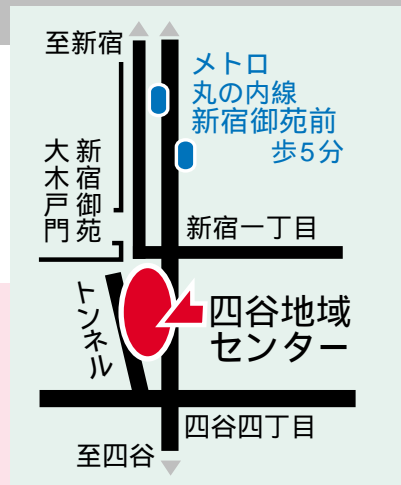 至新宿
メトロ
丸の内線
新宿御苑前
歩5分
新宿御苑
大木戸門
新宿一丁目
トンネル
四谷地域
センター
四谷四丁目
至四谷